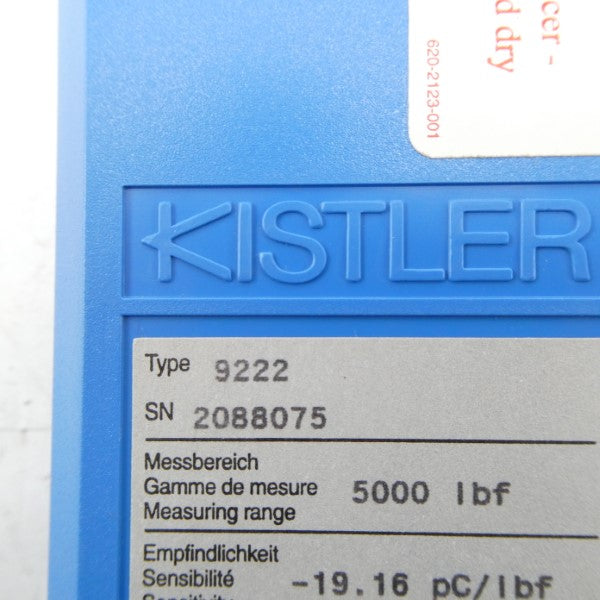 cer -
d dry
620-2123-001
KISTLER
Type 9222
SN 2088075
Messbereich
Gamme de mesure 5000 lbf
Measuring range
Empfindlichkeit
Sensibilité -19.16 pC/lbf
Sensitivity